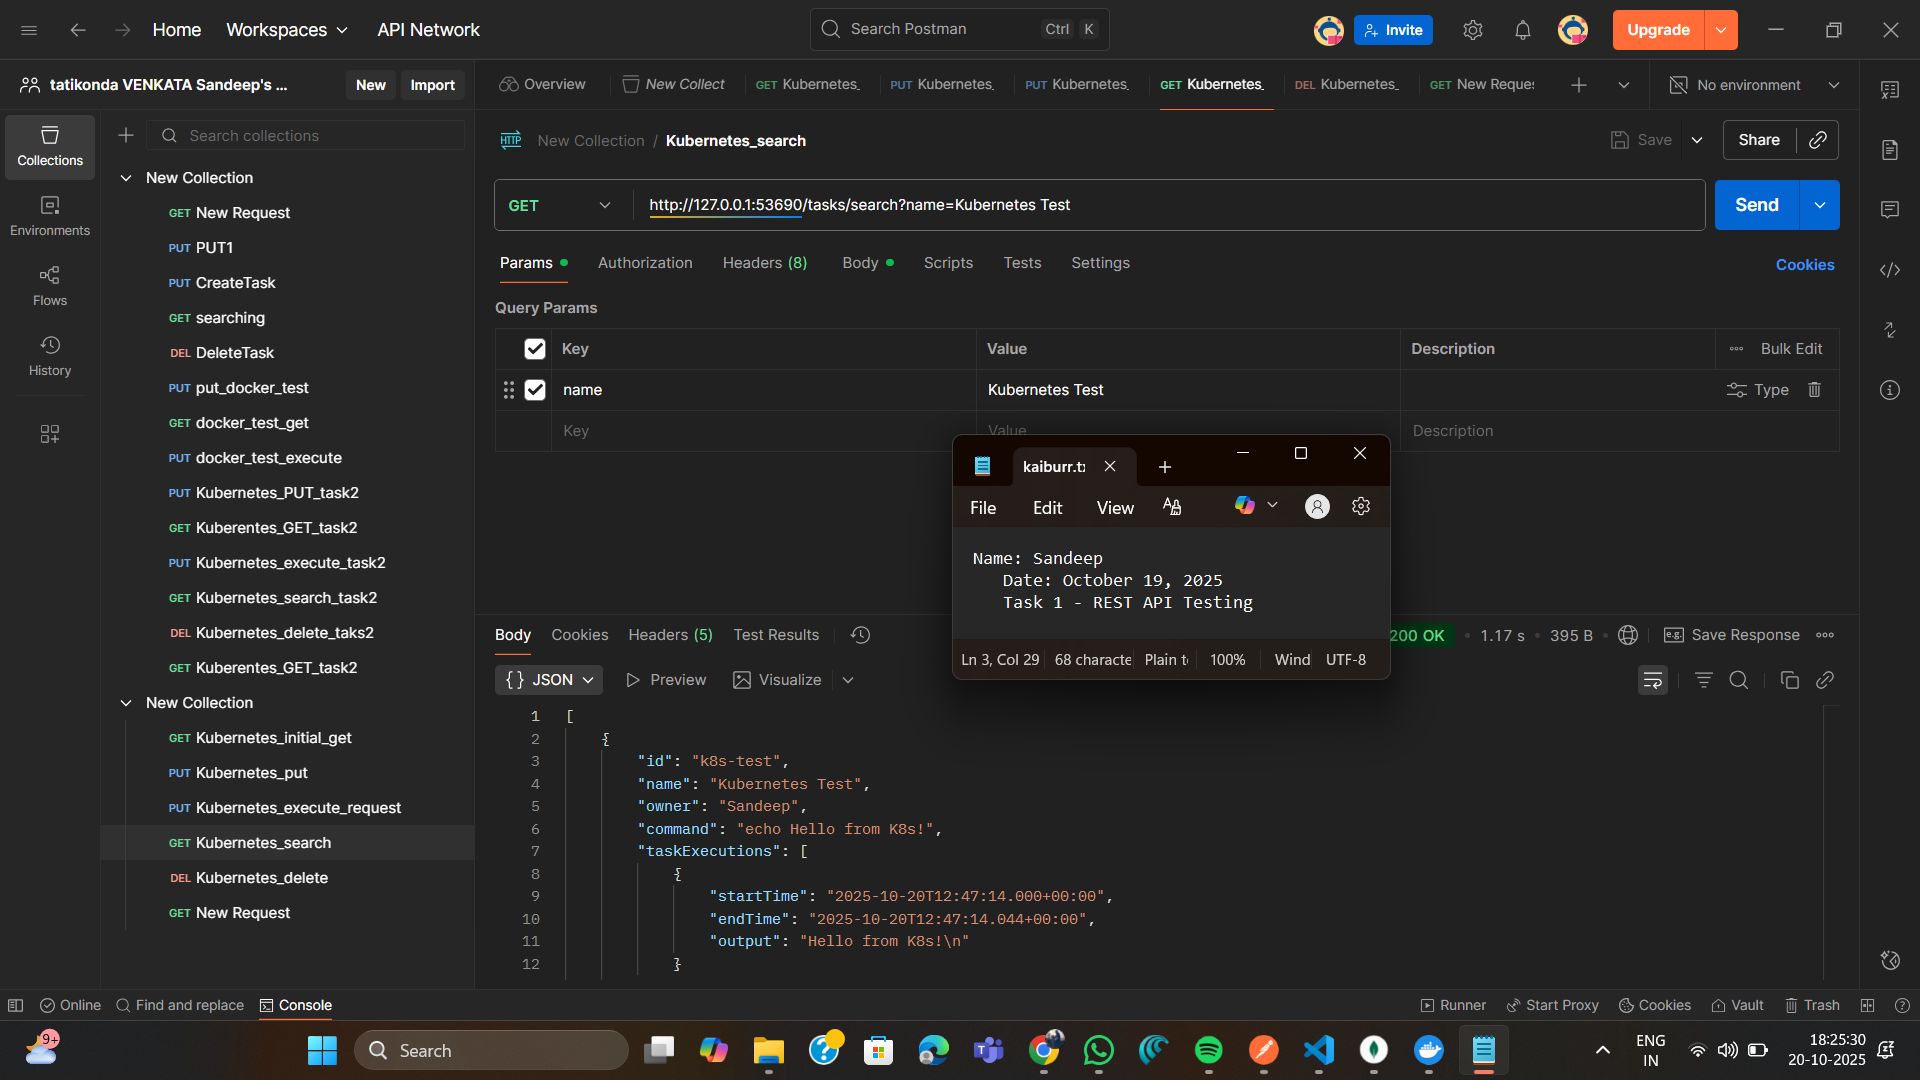 Home
Workspaces
API Network
Search Postman
Ctrl K
Invite
Upgrade
tatikonda VENKATA Sandeep's ...
New
Import
Overview
New Collect
GET Kubernetes_
PUT Kubernetes_
PUT Kubernetes_
GET Kubernetes_
DEL Kubernetes_
GET New Reques
No environment
Collections
Environments
Flows
History
Search collections
New Collection
GET New Request
PUT PUT1
PUT CreateTask
GET searching
DEL DeleteTask
PUT put_docker_test
GET docker_test_get
PUT docker_test_execute
PUT Kubernetes_PUT_task2
GET Kuberentes_GET_task2
PUT Kubernetes_execute_task2
GET Kubernetes_search_task2
DEL Kubernetes_delete_taks2
GET Kuberentes_GET_task2
New Collection
GET Kubernetes_initial_get
PUT Kubernetes_put
PUT Kubernetes_execute_request
GET Kubernetes_search
DEL Kubernetes_delete
GET New Request
HTTP
New Collection / Kubernetes_search
Save
Share
GET
http://127.0.0.1:53690/tasks/search?name=Kubernetes Test
Send
Params
Authorization
Headers (8)
Body
Scripts
Tests
Settings
Cookies
Query Params
Key
Value
Description
Bulk Edit
name
Kubernetes Test
Type
Key
Value
Description
kaiburr.t
File
Edit
View
Name: Sandeep
Date: October 19, 2025
Task 1 - REST API Testing
Ln 3, Col 29
68 characte
Plain t
100%
Wind
UTF-8
Body
Cookies
Headers (5)
Test Results
200 OK
1.17 s
395 B
e.g.
Save Response
{} JSON
Preview
Visualize
1 [
2 {
3 "id": "k8s-test",
4 "name": "Kubernetes Test",
5 "owner": "Sandeep",
6 "command": "echo Hello from K8s!",
7 "taskExecutions": [
8 {
9 "startTime": "2025-10-20T12:47:14.000+00:00",
10 "endTime": "2025-10-20T12:47:14.044+00:00",
11 "output": "Hello from K8s!\n"
12 }
Online
Find and replace
Console
Runner
Start Proxy
Cookies
Vault
Trash
9+
Search
ENG
IN
18:25:30
20-10-2025